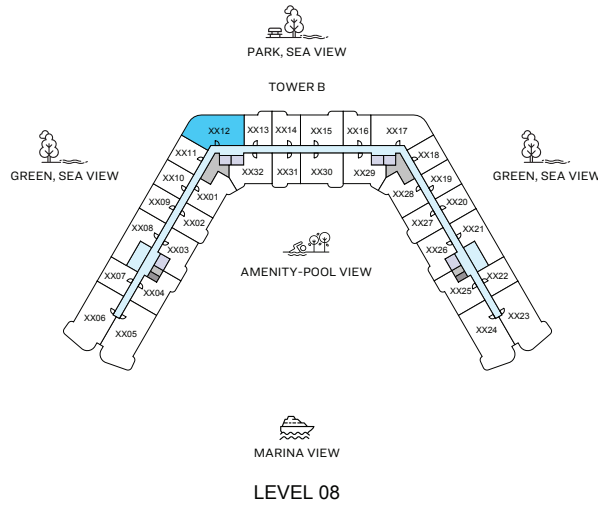 PARK, SEA VIEW
TOWER B
XX12
XX13
XX14
XX15
XX16
XX17
XX11
XX18
GREEN, SEA VIEW
GREEN, SEA VIEW
XX10
XX32
XX31
XX30
XX29
XX19
XX09
XX01
XX28
XX20
XX08
XX02
XX27
XX21
XX03
XX26
AMENITY-POOL VIEW
XX07
XX22
XX04
XX25
XX06
XX23
XX05
XX24
MARINA VIEW
LEVEL 08